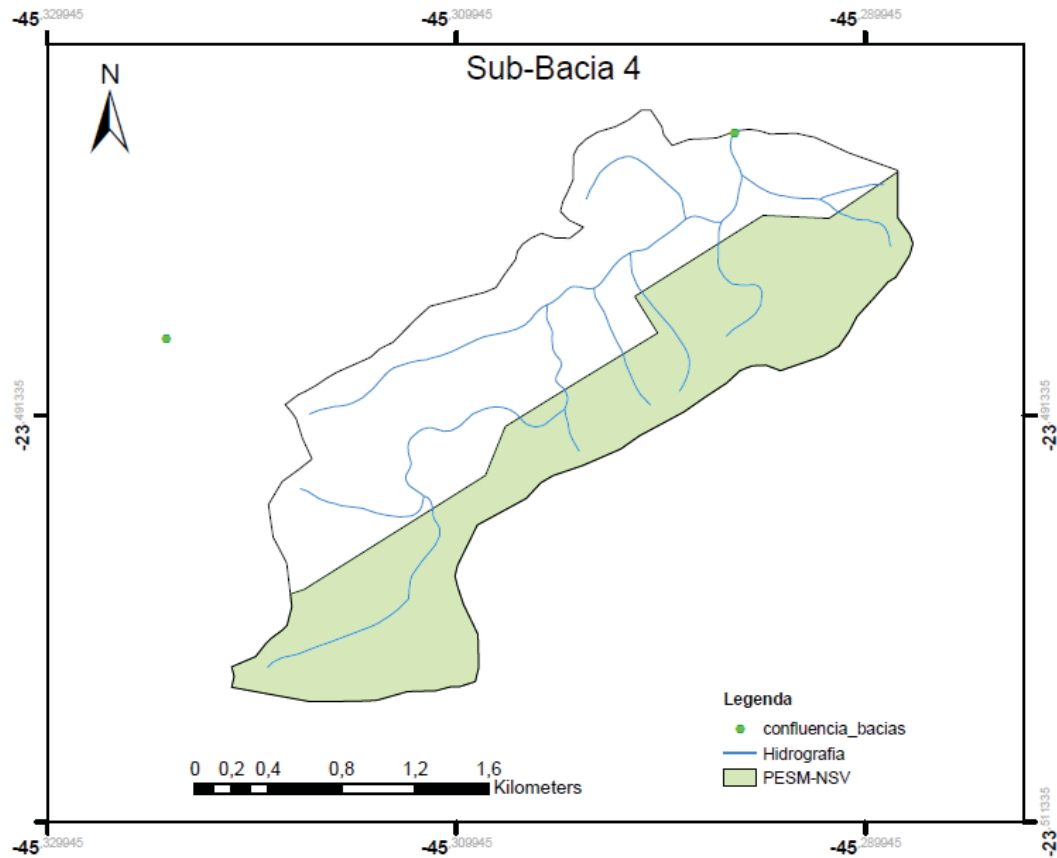 -45,329945 -45,309945 -45,289945
Sub-Bacia 4
N
-23,491335 -23,491335
Legenda
confluencia_bacias
Hidrografia
PESM-NSV
0 0,2 0,4 0,8 1,2 1,6
Kilometers
-23,511335
-45,329945 -45,309945 -45,289945